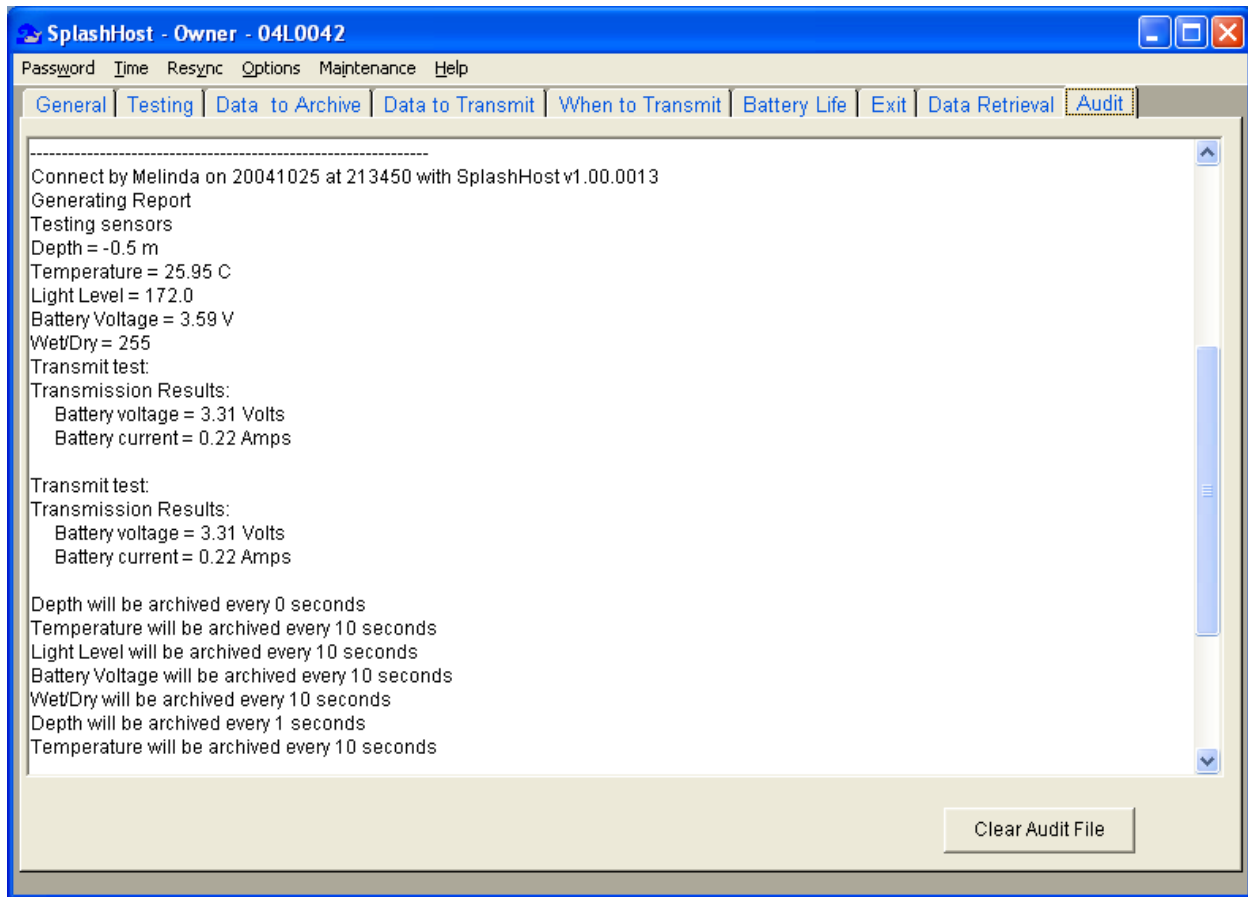 SplashHost - Owner - 04L0042
Password Time Resync Options Maintenance Help
General Testing Data to Archive Data to Transmit When to Transmit Battery Life Exit Data Retrieval Audit
---------------------------------------------------------------
Connect by Melinda on 20041025 at 213450 with SplashHost v1.00.0013
Generating Report
Testing sensors
Depth = -0.5 m
Temperature = 25.95 C
Light Level = 172.0
Battery Voltage = 3.59 V
Wet/Dry = 255
Transmit test:
Transmission Results:
Battery voltage = 3.31 Volts
Battery current = 0.22 Amps
Transmit test:
Transmission Results:
Battery voltage = 3.31 Volts
Battery current = 0.22 Amps
Depth will be archived every 0 seconds
Temperature will be archived every 10 seconds
Light Level will be archived every 10 seconds
Battery Voltage will be archived every 10 seconds
Wet/Dry will be archived every 10 seconds
Depth will be archived every 1 seconds
Temperature will be archived every 10 seconds
Clear Audit File